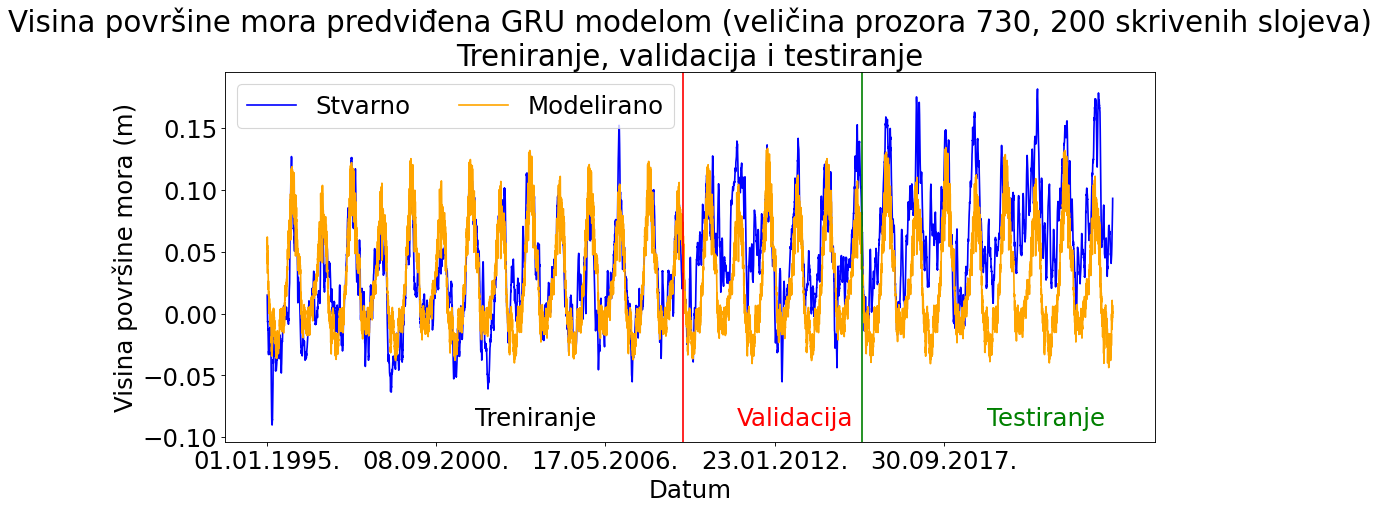 Visina površine mora predviđena GRU modelom (veličina prozora 730, 200 skrivenih slojeva)
Treniranje, validacija i testiranje
Stvarno
Modelirano
Visina površine mora (m)
0.15
0.10
0.05
0.00
−0.05
−0.10
Treniranje
Validacija
Testiranje
01.01.1995.
08.09.2000.
17.05.2006.
23.01.2012.
30.09.2017.
Datum